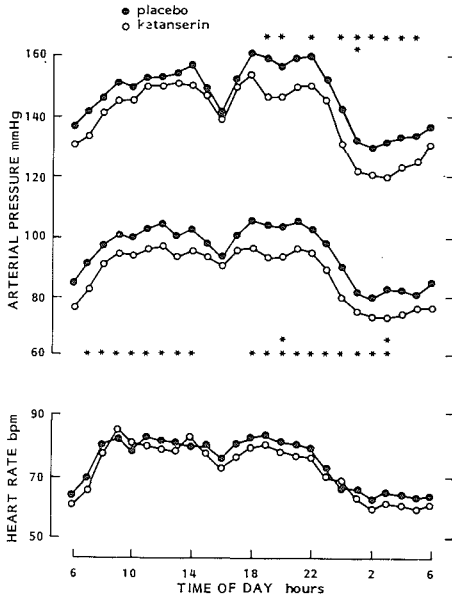 placebo
ketanserin
160
140
120
100
80
60
ARTERIAL PRESSURE mmHg
90
70
50
HEART RATE bpm
6 10 14 18 22 2 6
TIME OF DAY hours